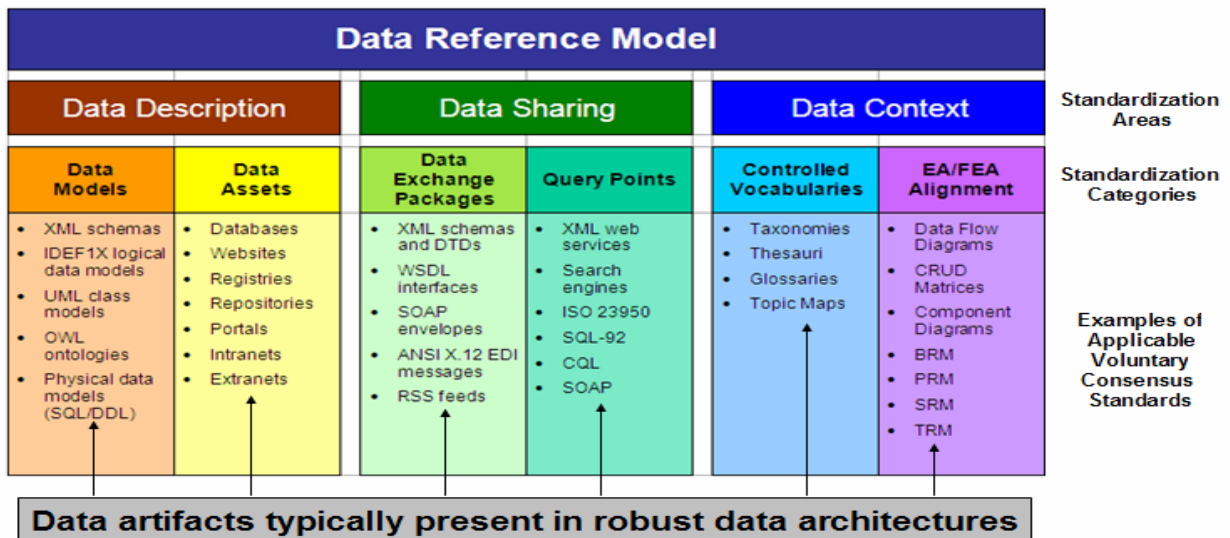 Data Reference Model
Data Description
Data Sharing
Data Context
Standardization
Areas
Data
Models
Data
Assets
Data
Exchange
Packages
Query Points
Controlled
Vocabularies
EA/FEA
Alignment
Standardization
Categories
• XML schemas
• IDEF1X logical
data models
• UML class
models
• OWL
ontologies
• Physical data
models
(SQL/DDL)
• Databases
• Websites
• Registries
• Repositories
• Portals
• Intranets
• Extranets
• XML schemas
and DTDs
• WSDL
interfaces
• SOAP
envelopes
• ANSI X.12 EDI
messages
• RSS feeds
• XML web
services
• Search
engines
• ISO 23950
• SQL-92
• CQL
• SOAP
• Taxonomies
• Thesauri
• Glossaries
• Topic Maps
• Data Flow
Diagrams
• CRUD
Matrices
• Component
Diagrams
• BRM
• PRM
• SRM
• TRM
Examples of
Applicable
Voluntary
Consensus
Standards
Data artifacts typically present in robust data architectures